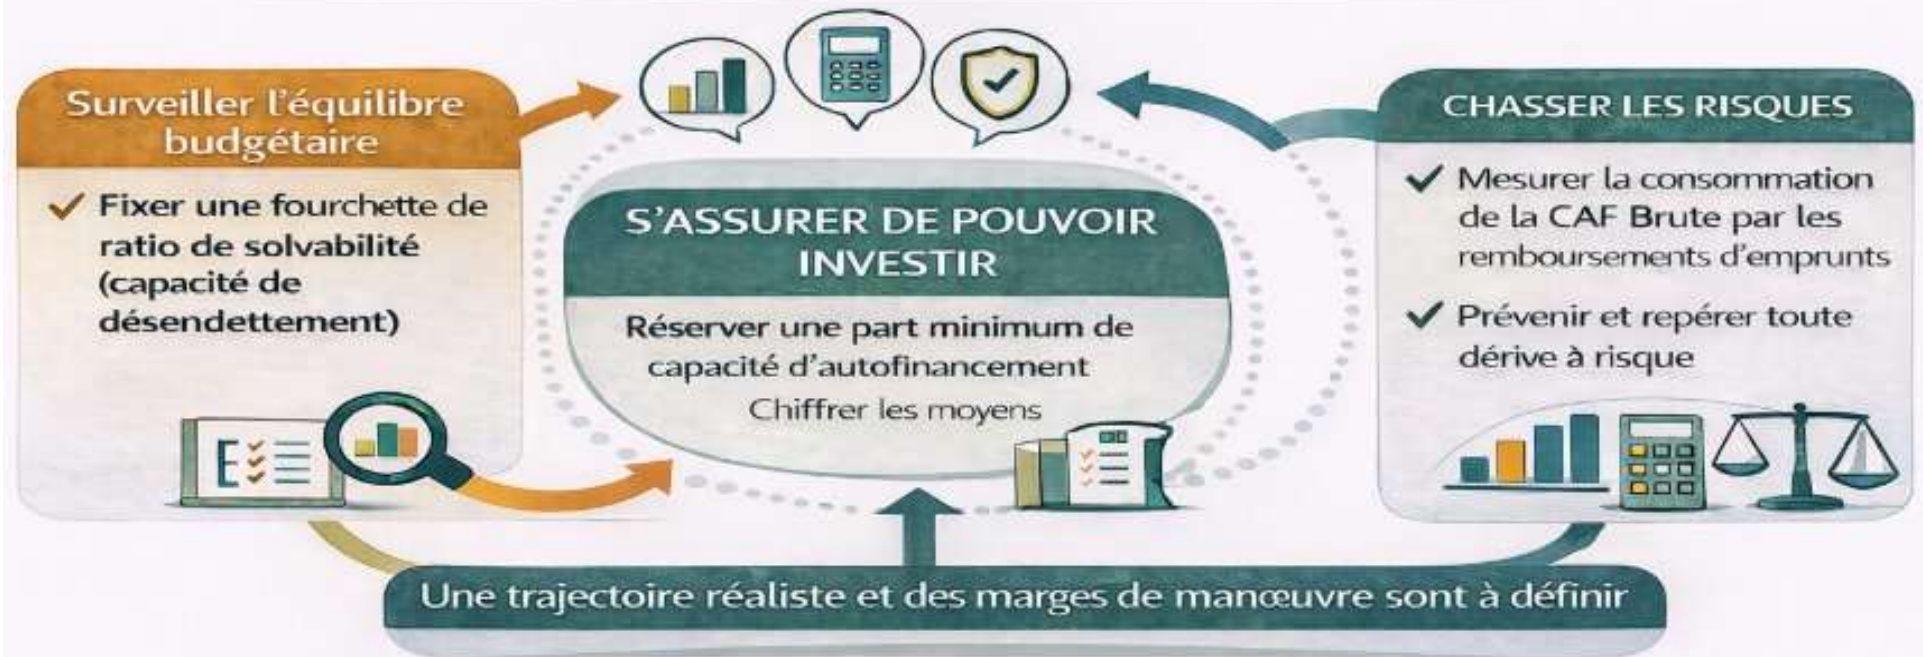 Surveiller l'équilibre
budgétaire
Fixer une fourchette de
ratio de solvabilité
(capacité de
désendettement)
S'ASSURER DE POUVOIR
INVESTIR
Réserver une part minimum de
capacité d'autofinancement
Chiffrer les moyens
CHASSER LES RISQUES
Mesurer la consommation
de la CAF Brute par les
remboursements d'emprunts
Prévenir et repérer toute
dérive à risque
Une trajectoire réaliste et des marges de manœuvre sont à définir